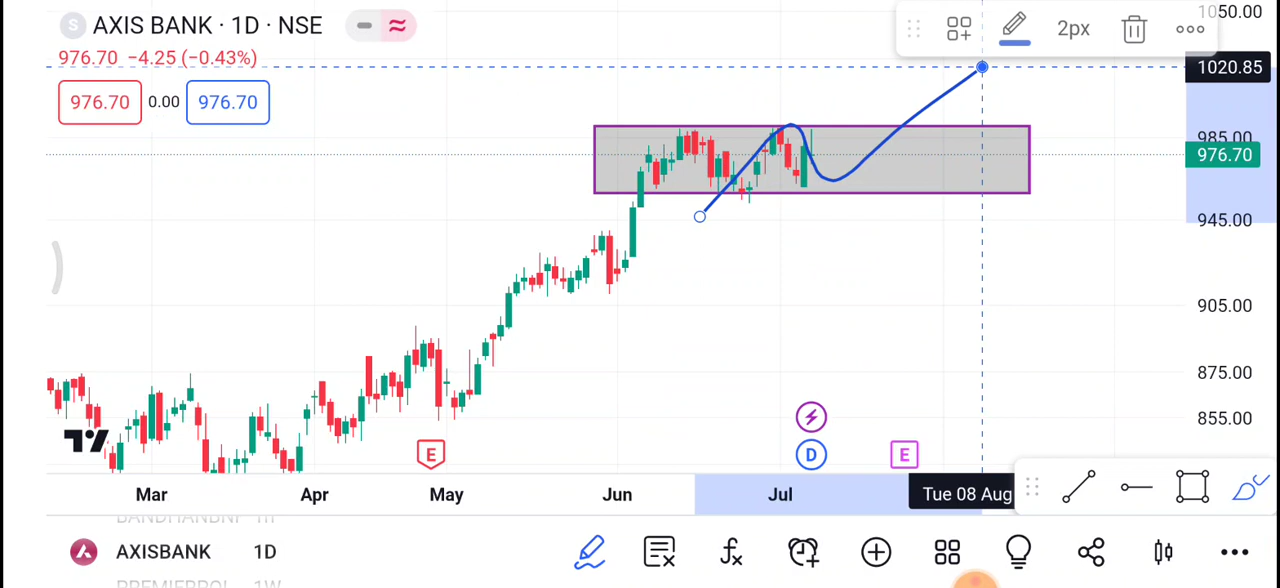 S AXIS BANK · 1D · NSE
976.70 −4.25 (−0.43%)
976.70 0.00 976.70
2px
1050.00
1020.85
985.00
976.70
945.00
905.00
875.00
855.00
E D E
Mar Apr May Jun Jul Tue 08 Aug
AXISBANK 1D